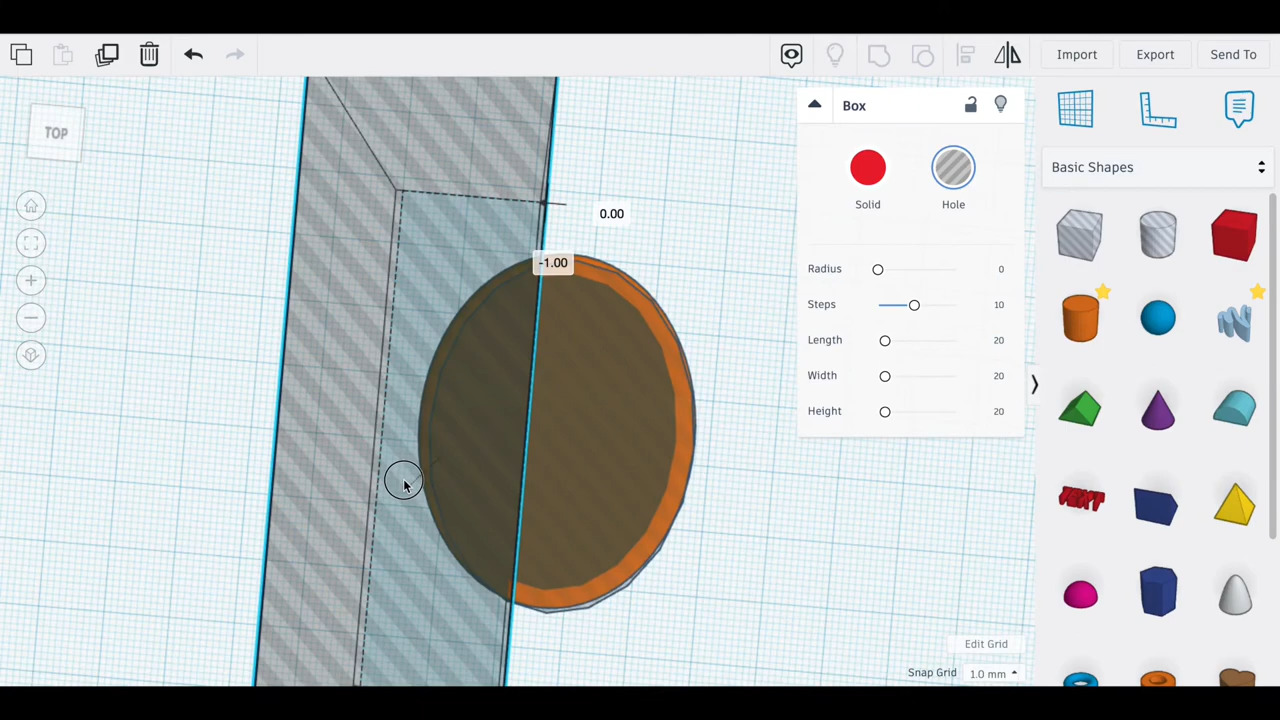 Import
Export
Send To
TOP
Box
Solid
Hole
Radius 0
Steps 10
Length 20
Width 20
Height 20
Basic Shapes
0.00
-1.00
TEXT
Edit Grid
Snap Grid 1.0 mm